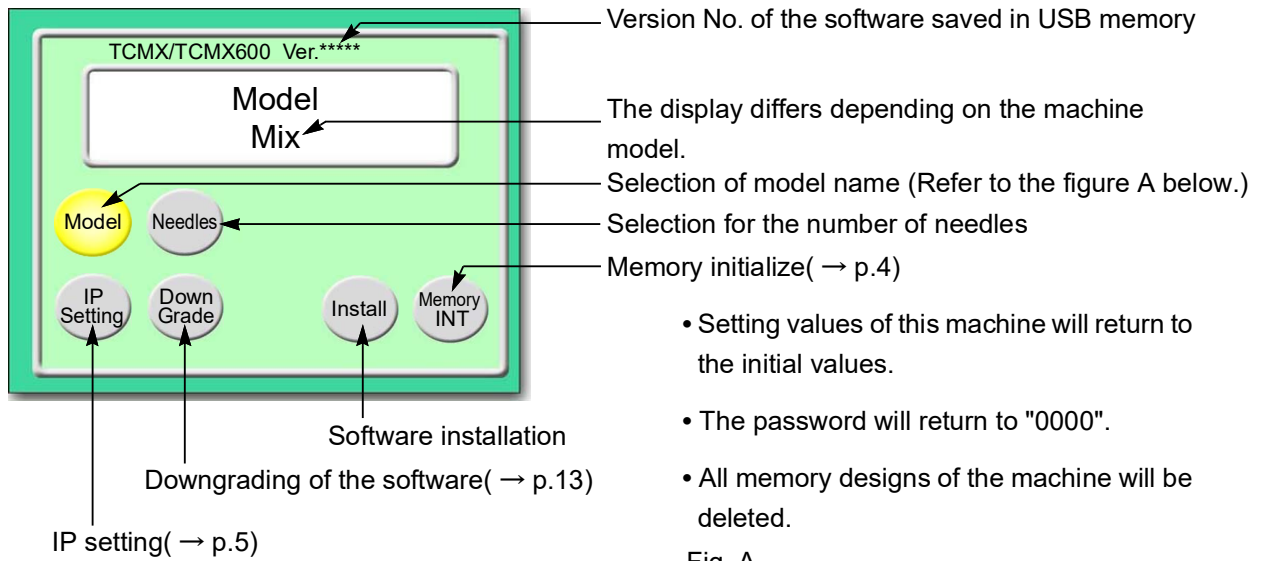 Version No. of the software saved in USB memory
TCMX/TCMX600 Ver.*****
Model
Mix
The display differs depending on the machine
model.
Selection of model name (Refer to the figure A below.)
Model
Needles
Selection for the number of needles
Memory initialize( → p.4)
IP
Setting
Down
Grade
Install
Memory
INT
• Setting values of this machine will return to
the initial values.
• The password will return to "0000".
• All memory designs of the machine will be
deleted.
Software installation
Downgrading of the software( → p.13)
IP setting( → p.5)
Fig. A